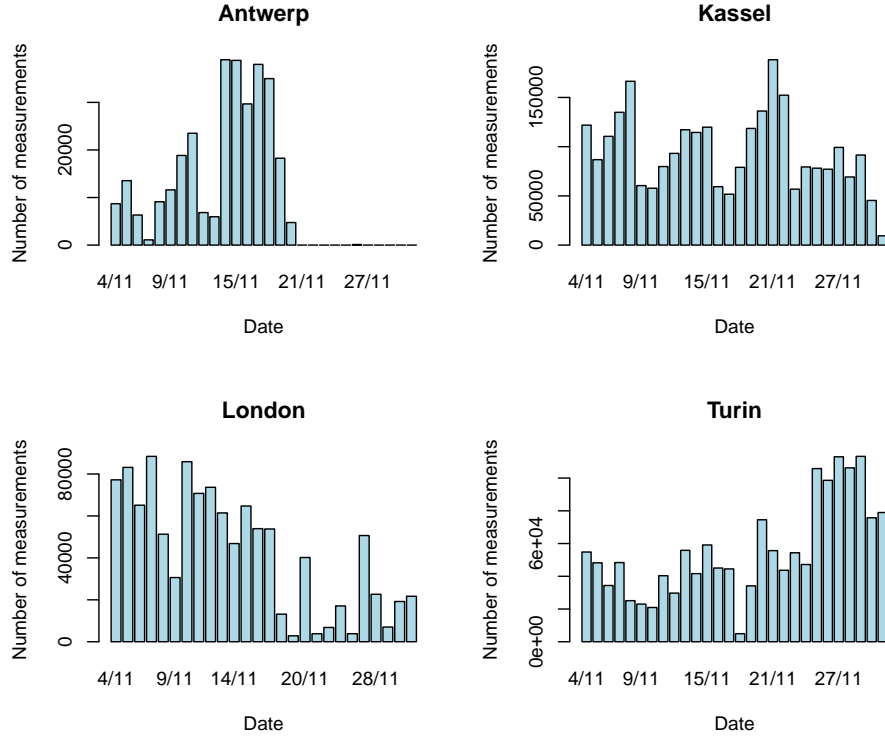 Antwerp
Number of measurements
0
20000
4/11 9/11 15/11 21/11 27/11
Date
Kassel
Number of measurements
0
50000
150000
4/11 9/11 15/11 21/11 27/11
Date
London
Number of measurements
0
40000
80000
4/11 9/11 14/11 20/11 28/11
Date
Turin
Number of measurements
0e+00
6e+04
4/11 9/11 15/11 21/11 27/11
Date